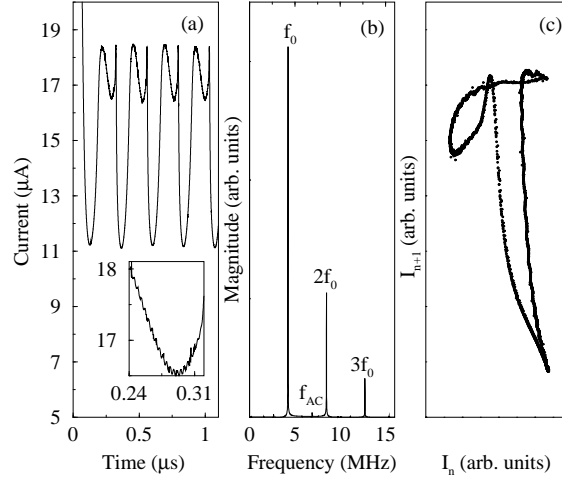 (a)
(b)
(c)
19
17
15
13
11
9
7
5
Current (μA)
18
17
0.24
0.31
0
0.5
1
Time (μs)
Magnitude (arb. units)
f0
2f0
3f0
fAC
0
5
10
15
Frequency (MHz)
In+1 (arb. units)
In (arb. units)